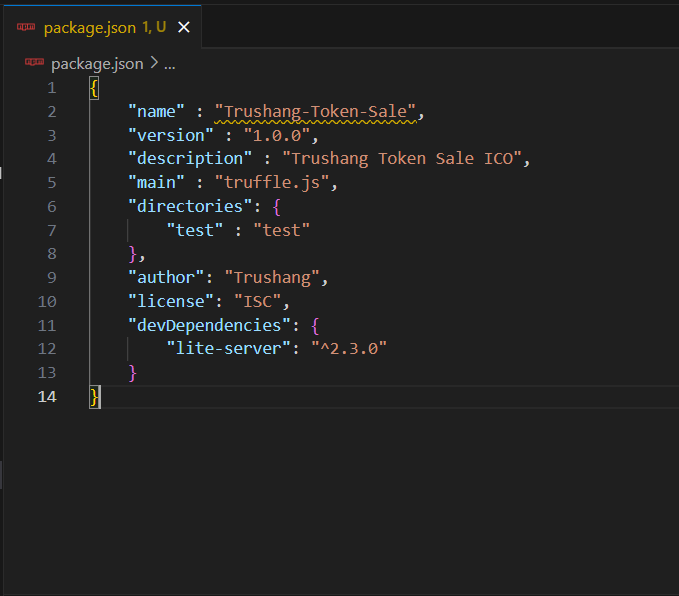 package.json 1, U
package.json > ...
1 {
2 "name" : "Trushang-Token-Sale",
3 "version" : "1.0.0",
4 "description" : "Trushang Token Sale ICO",
5 "main" : "truffle.js",
6 "directories": {
7 "test" : "test"
8 },
9 "author": "Trushang",
10 "license": "ISC",
11 "devDependencies": {
12 "lite-server": "^2.3.0"
13 }
14 }